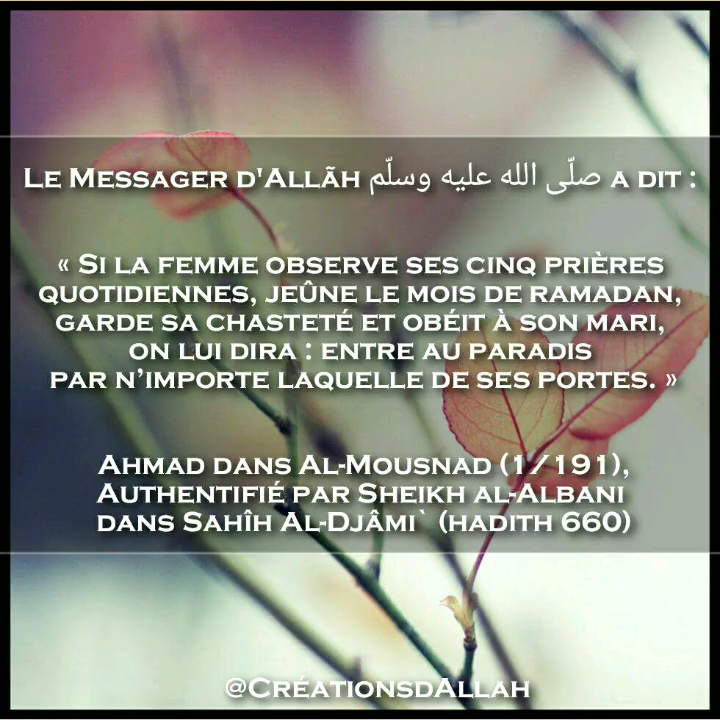 Le Messager d'Allãh صلّى الله عليه وسلّم a dit :
« Si la femme observe ses cinq prières
quotidiennes, jeûne le mois de ramadan,
garde sa chasteté et obéit à son mari,
on lui dira : entre au paradis
par n’importe laquelle de ses portes. »
Ahmad dans Al-Mousnad (1/191),
Authentifié par Sheikh al-Albani
dans Sahîh Al-Djâmi` (hadith 660)
@CréationsdAllah